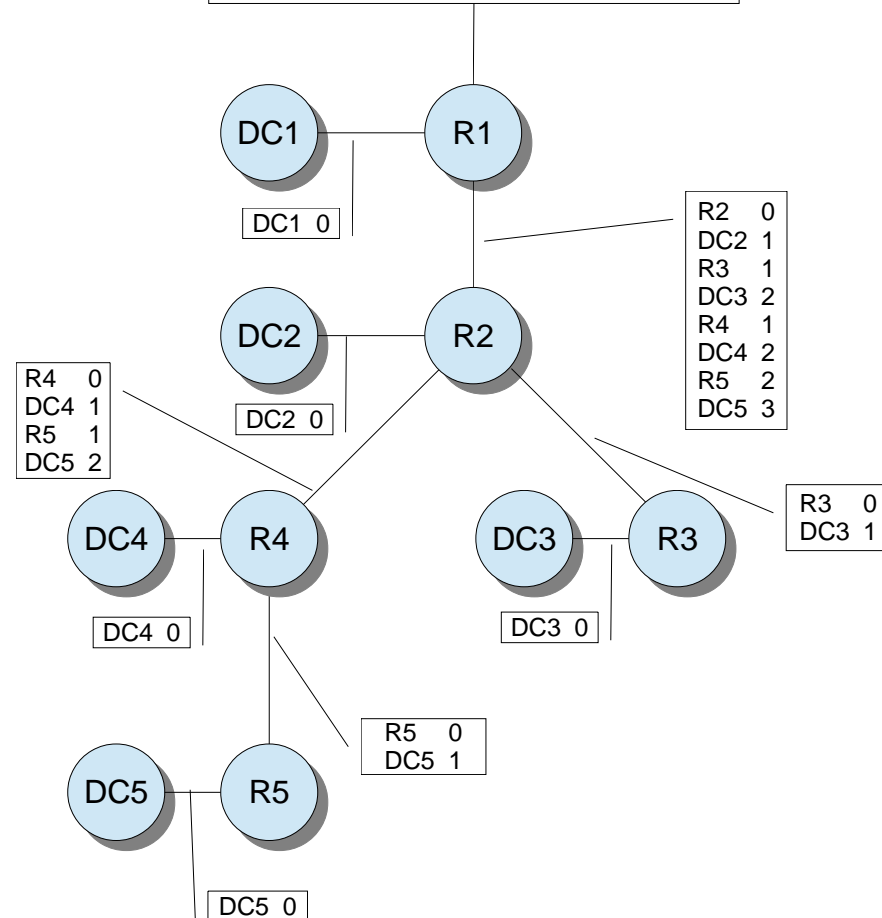 DC1
R1
DC1 0
R2 0
DC2 1
R3 1
DC3 2
R4 1
DC4 2
R5 2
DC5 3
DC2
R2
R4 0
DC4 1
R5 1
DC5 2
DC2 0
R3 0
DC3 1
DC4
R4
DC3
R3
DC4 0
DC3 0
R5 0
DC5 1
DC5
R5
DC5 0